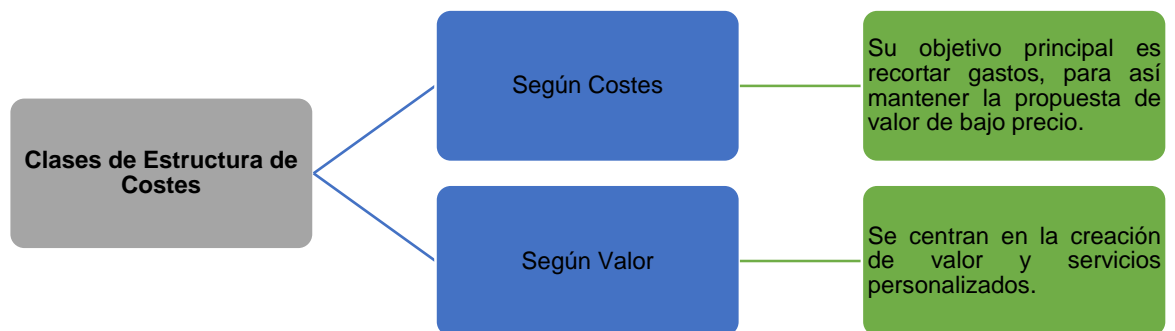 Clases de Estructura de
Costes
Según Costes
Su objetivo principal es
recortar gastos, para así
mantener la propuesta de
valor de bajo precio.
Según Valor
Se centran en la creación
de valor y servicios
personalizados.